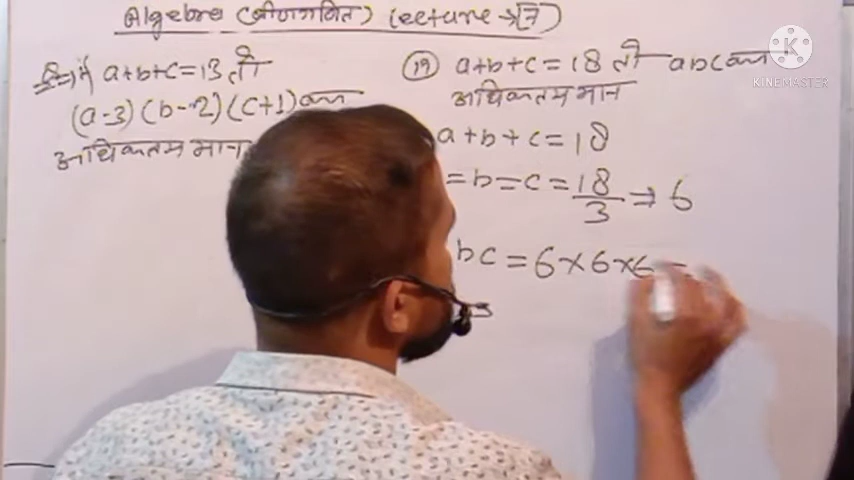 Algebra (बीजगणित) Lecture →
में a+b+c=13 तो
(a-3)(b-2)(c+1) का
अधिकतम मान
(19) a+b+c=18 तो abc का
अधिकतम मान
a+b+c=18
=b=c=18/3→6
bc=6×6×6=
KINEMASTER